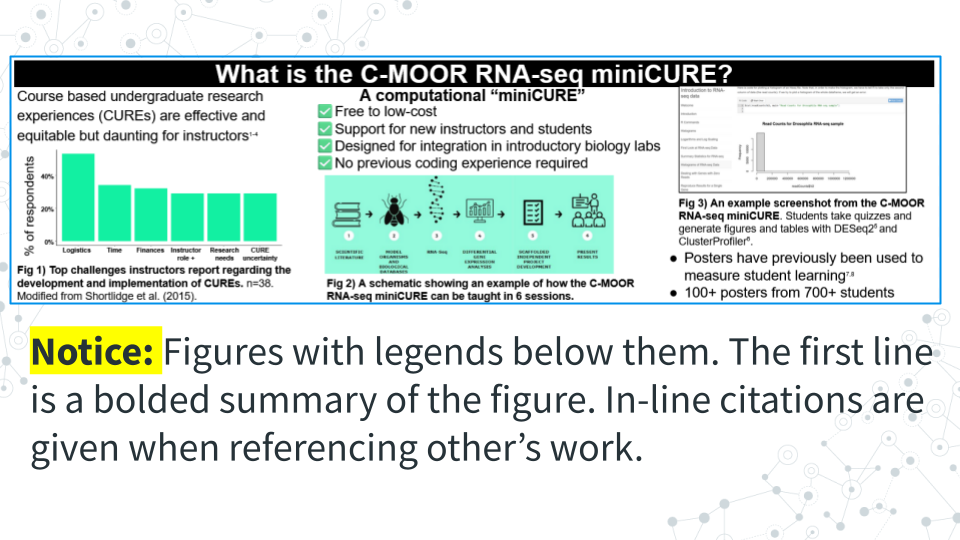 What is the C-MOOR RNA-seq miniCURE?
Course based undergraduate research
experiences (CUREs) are effective and
equitable but daunting for instructors¹⁻⁴
% of respondents
40%
20%
0%
Logistics
Time
Finances
Instructor
role +
Research
needs
CURE
uncertainty
Fig 1) Top challenges instructors report regarding the
development and implementation of CUREs. n=38.
Modified from Shortlidge et al. (2015).
A computational “miniCURE”
Free to low-cost
Support for new instructors and students
Designed for integration in introductory biology labs
No previous coding experience required
1
2
3
4
5
6
SCIENTIFIC
LITERATURE
MODEL
ORGANISMS
AND
BIOLOGICAL
DATABASES
RNA-Seq
DIFFERENTIAL
GENE
EXPRESSION
ANALYSIS
SCAFFOLDED
INDEPENDENT
PROJECT
DEVELOPMENT
PRESENT
RESULTS
Fig 2) A schematic showing an example of how the C-MOOR
RNA-seq miniCURE can be taught in 6 sessions.
Introduction to RNA-
seq data
Read Counts for Drosophila RNA-seq sample
Frequency
Fig 3) An example screenshot from the C-MOOR
RNA-seq miniCURE. Students take quizzes and
generate figures and tables with DESeq2⁵ and
ClusterProfiler⁶.
● Posters have previously been used to
measure student learning⁷·⁸
● 100+ posters from 700+ students
Notice: Figures with legends below them. The first line
is a bolded summary of the figure. In-line citations are
given when referencing other’s work.